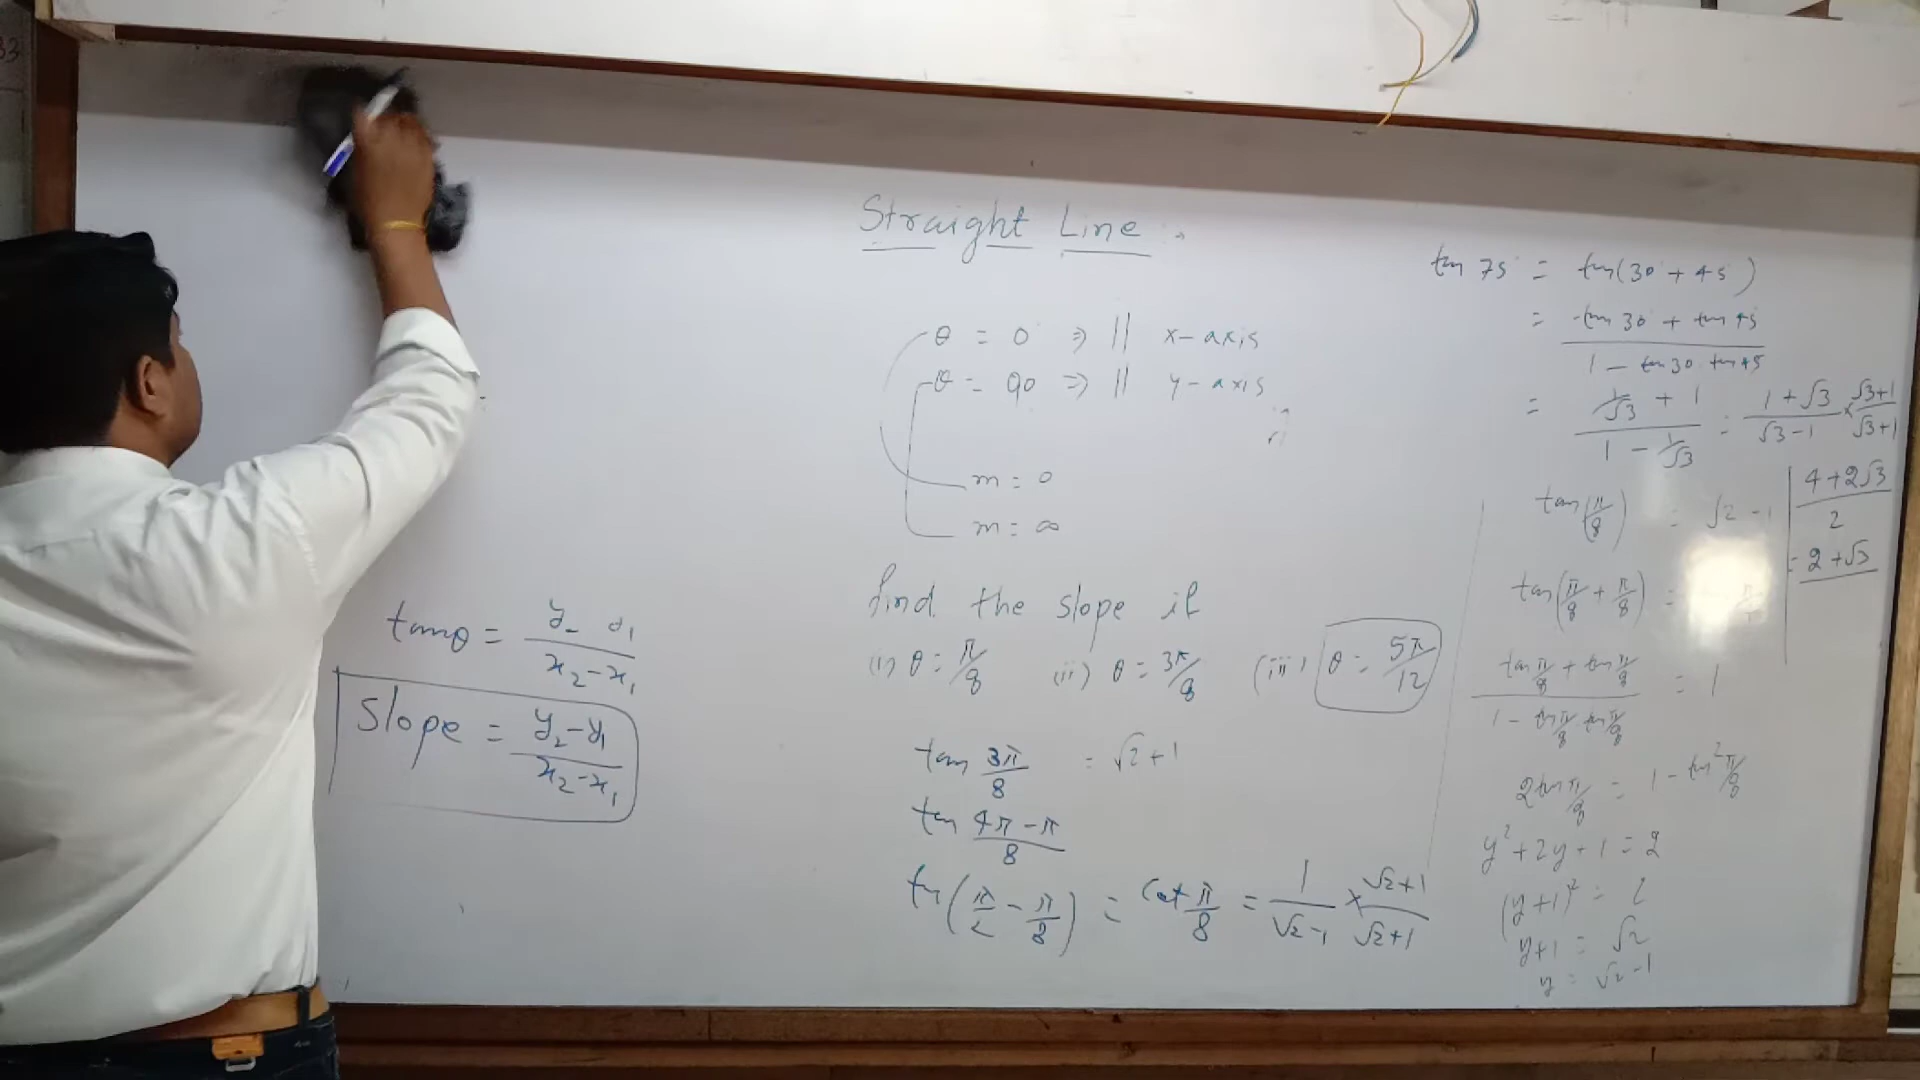 33
Straight Line :
θ = 0 ⇒ || x-axis
θ = 90 ⇒ || y-axis
m = 0
m = ∞
tanθ = (y₂ y₁)/(x₂-x₁)
Slope = (y₂-y₁)/(x₂-x₁)
find the slope if
(i) θ = π/8 (ii) θ = 3π/8 (iii) θ = 5π/12
tan 3π/8 = √2+1
tan (4π-π)/8
tan(π/2 - π/8) = cot π/8 = 1/(√2-1) × (√2+1)/(√2+1)
tan 75 = tan(30+45)
= (tan 30 + tan 45)/(1 - tan 30 tan 45)
= (1/√3 + 1)/(1 - 1/√3) = (1+√3)/(√3-1) × (√3+1)/(√3+1)
(4+2√3)/2
= 2+√3
tan(π/8) = √2-1
tan(π/8 + π/8) =
(tan π/8 + tan π/8)/(1 - tan π/8 tan π/8) = 1
2tan π/8 = 1 - tan² π/8
y²+2y+1 = 2
(y+1)² = 2
y+1 = √2
y = √2-1